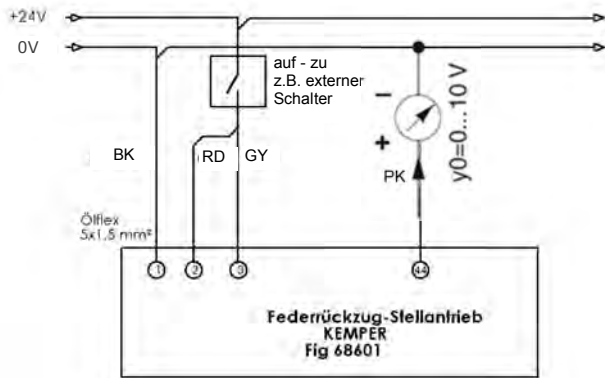 +24V
0V
auf - zu
z.B. externer
Schalter
y0=0...10 V
−
+
BK
RD
GY
PK
Ölflex
5x1,5 mm²
1
2
3
44
Federrückzug-Stellantrieb
KEMPER
Fig 68601